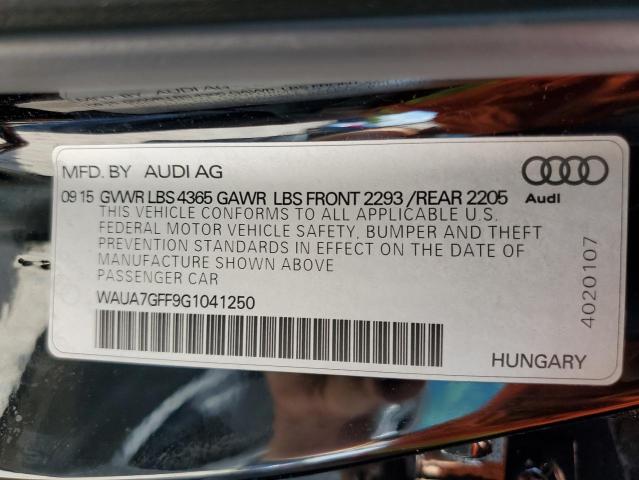 MFD. BY AUDI AG
09 15 GVWR LBS 4365 GAWR LBS FRONT 2293 /REAR 2205
THIS VEHICLE CONFORMS TO ALL APPLICABLE U.S.
FEDERAL MOTOR VEHICLE SAFETY, BUMPER AND THEFT
PREVENTION STANDARDS IN EFFECT ON THE DATE OF
MANUFACTURE SHOWN ABOVE
PASSENGER CAR
WAUA7GFF9G1041250
Audi
4020107
HUNGARY